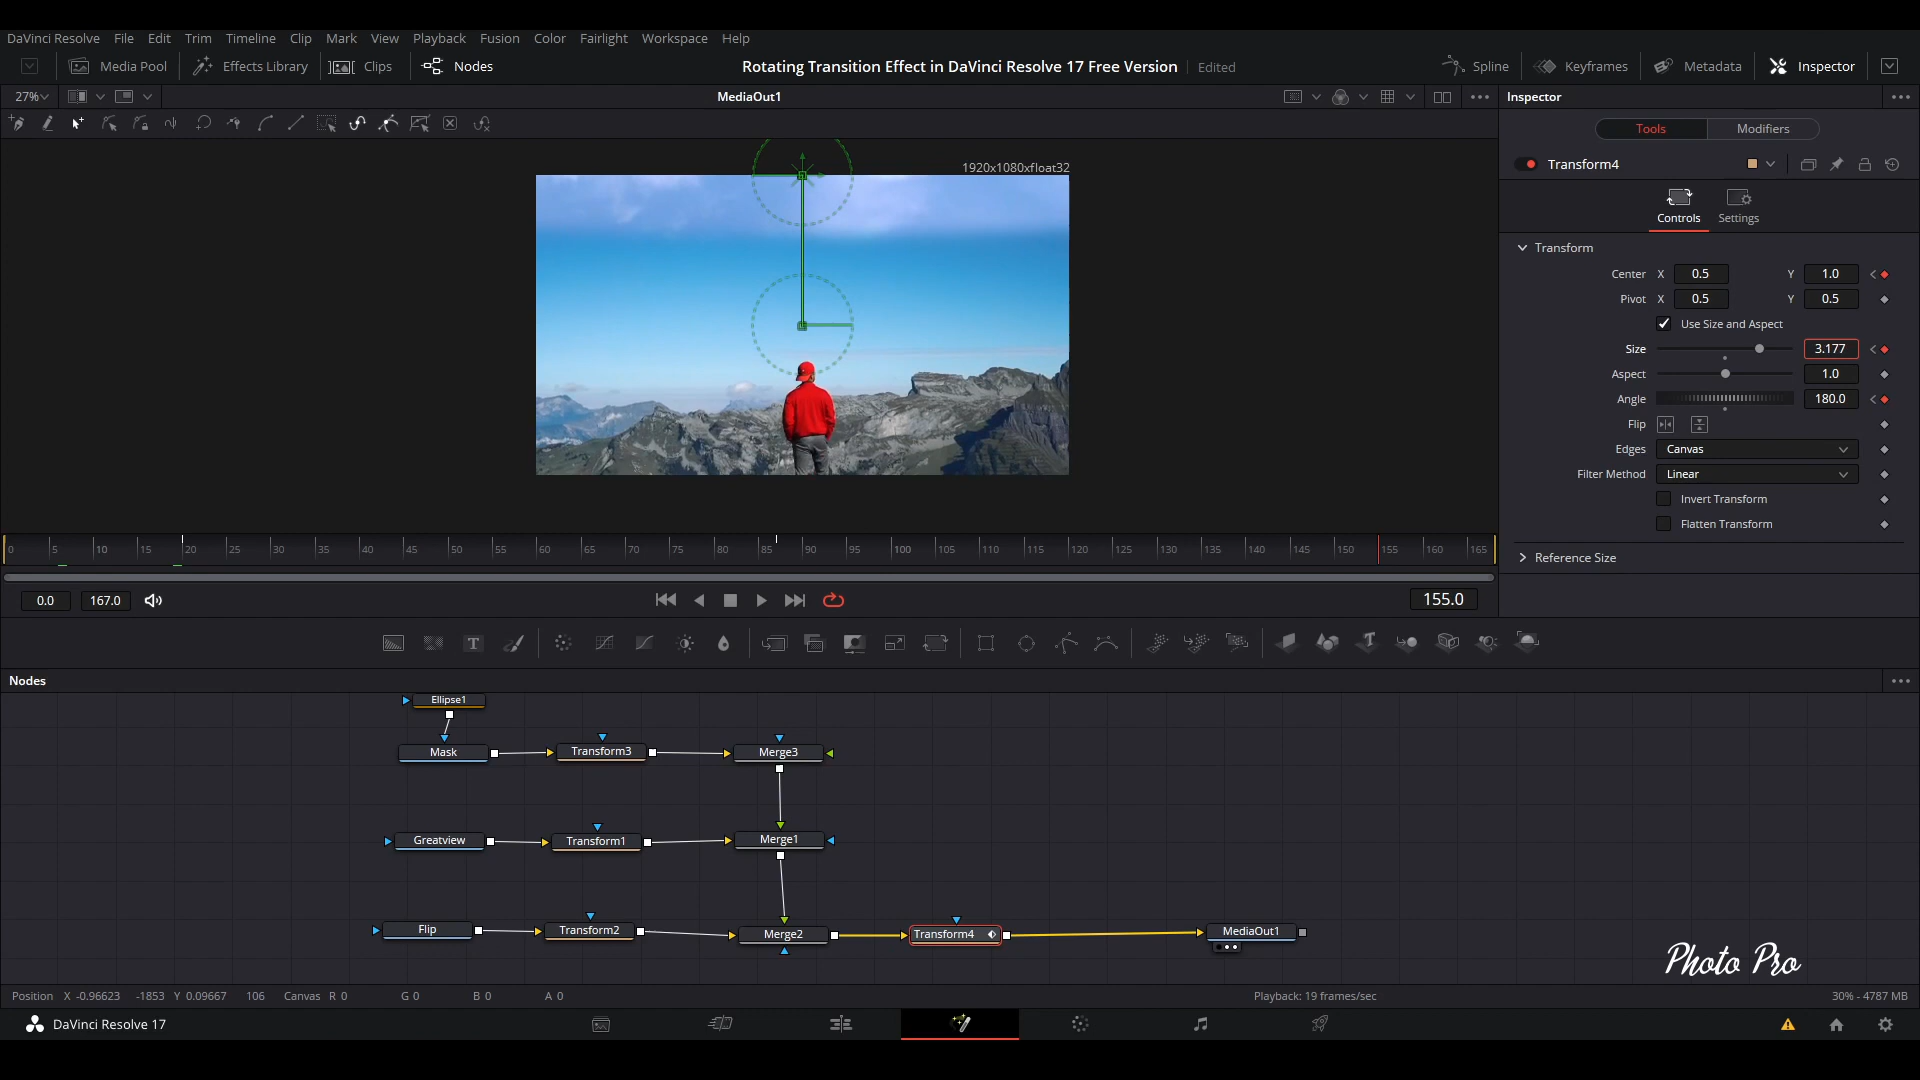 DaVinci Resolve File Edit Trim Timeline Clip Mark View Playback Fusion Color Fairlight Workspace Help
Media Pool Effects Library Clips Nodes Rotating Transition Effect in DaVinci Resolve 17 Free Version Edited Spline Keyframes Metadata Inspector
27% MediaOut1 Inspector
Tools Modifiers
1920x1080xfloat32
Transform4
Controls Settings
Transform
Center X 0.5 Y 1.0
Pivot X 0.5 Y 0.5
Use Size and Aspect
Size 3.177
Aspect 1.0
Angle 180.0
Flip
Edges Canvas
Filter Method Linear
Invert Transform
Flatten Transform
Reference Size
0 5 10 15 20 25 30 35 40 45 50 55 60 65 70 75 80 85 90 95 100 105 110 115 120 125 130 135 140 145 150 155 160 165
0.0 167.0 155.0
T T
Nodes
Ellipse1
Mask Transform3 Merge3
Greatview Transform1 Merge1
Flip Transform2 Merge2 Transform4 MediaOut1
Photo Pro
Position X -0.96623 -1853 Y 0.09667 106 Canvas R 0 G 0 B 0 A 0 Playback: 19 frames/sec 30% - 4787 MB
DaVinci Resolve 17